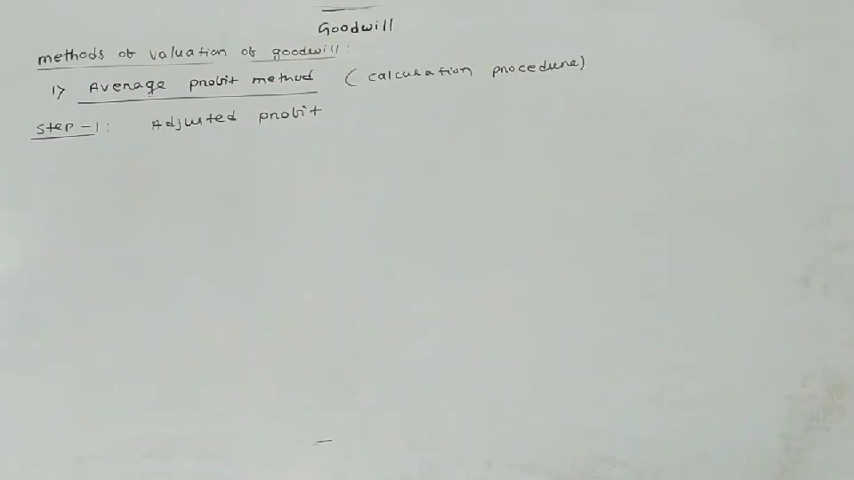 Goodwill
methods of valuation of goodwill:
1) Average profit method (calculation procedure)
Step-1: Adjusted profit